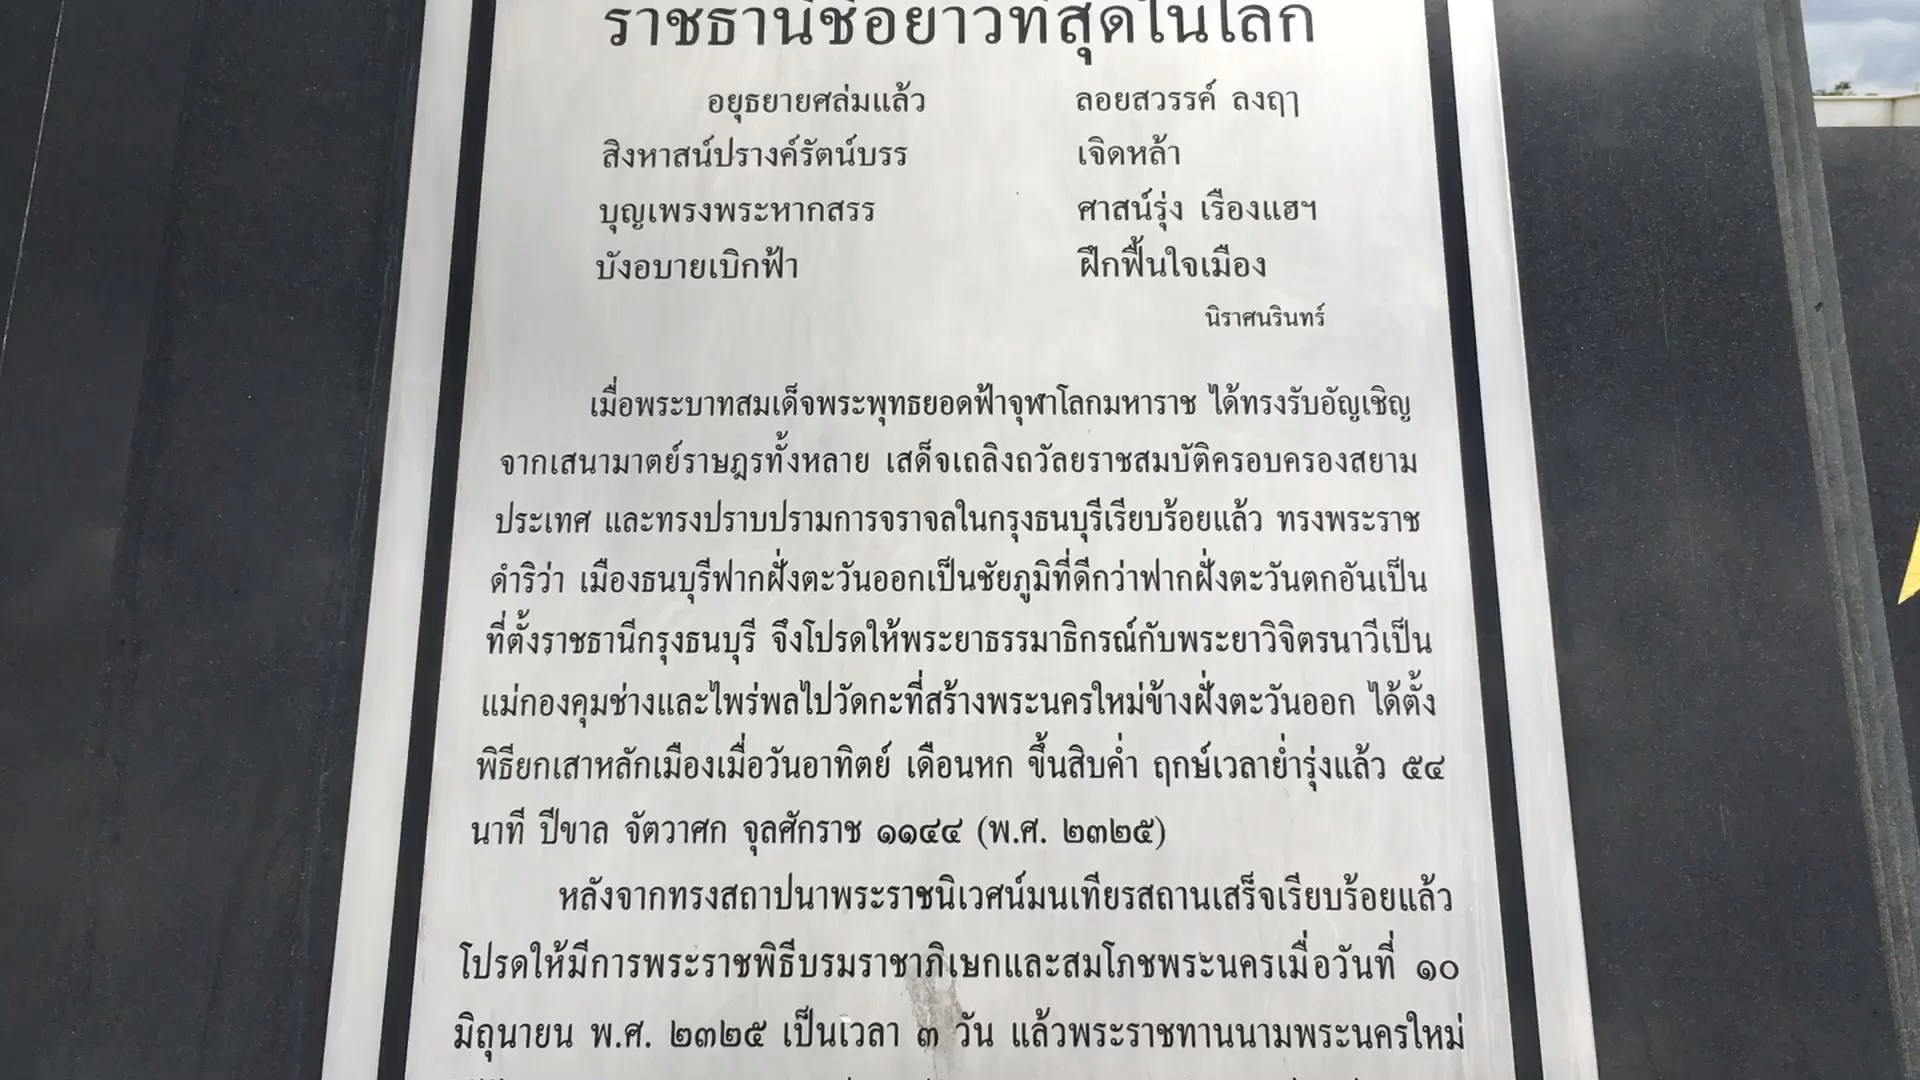 ราชธานีชื่อยาวที่สุดในโลก
อยุธยายศล่มแล้ว ลอยสวรรค์ ลงฤๅ
สิงหาสน์ปรางค์รัตน์บรร เจิดหล้า
บุญเพรงพระหากสรร ศาสน์รุ่ง เรืองแฮฯ
บังอบายเบิกฟ้า ฝึกฟื้นใจเมือง
นิราศนรินทร์
เมื่อพระบาทสมเด็จพระพุทธยอดฟ้าจุฬาโลกมหาราช ได้ทรงรับอัญเชิญ
จากเสนามาตย์ราษฎรทั้งหลาย เสด็จเถลิงถวัลยราชสมบัติครอบครองสยาม
ประเทศ และทรงปราบปรามการจราจลในกรุงธนบุรีเรียบร้อยแล้ว ทรงพระราช
ดำริว่า เมืองธนบุรีฟากฝั่งตะวันออกเป็นชัยภูมิที่ดีกว่าฟากฝั่งตะวันตกอันเป็น
ที่ตั้งราชธานีกรุงธนบุรี จึงโปรดให้พระยาธรรมาธิกรณ์กับพระยาวิจิตรนาวีเป็น
แม่กองคุมช่างและไพร่พลไปวัดกะที่สร้างพระนครใหม่ข้างฝั่งตะวันออก ได้ตั้ง
พิธียกเสาหลักเมืองเมื่อวันอาทิตย์ เดือนหก ขึ้นสิบค่ำ ฤกษ์เวลาย่ำรุ่งแล้ว ๕๔
นาที ปีขาล จัตวาศก จุลศักราช ๑๑๔๔ (พ.ศ. ๒๓๒๕)
หลังจากทรงสถาปนาพระราชนิเวศน์มนเทียรสถานเสร็จเรียบร้อยแล้ว
โปรดให้มีการพระราชพิธีบรมราชาภิเษกและสมโภชพระนครเมื่อวันที่ ๑๐
มิถุนายน พ.ศ. ๒๓๒๕ เป็นเวลา ๓ วัน แล้วพระราชทานนามพระนครใหม่